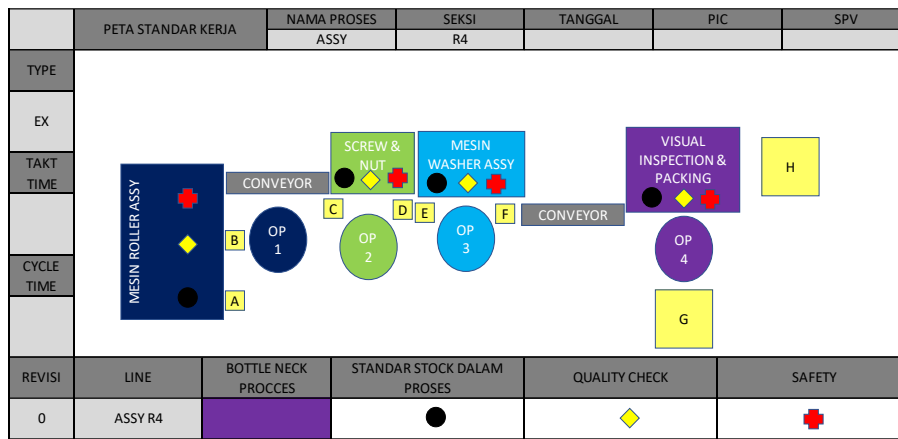 PETA STANDAR KERJA
NAMA PROSES
SEKSI
TANGGAL
PIC
SPV
ASSY
R4
TYPE
EX
TAKT
TIME
CYCLE
TIME
MESIN ROLLER ASSY
CONVEYOR
SCREW &
NUT
MESIN
WASHER ASSY
VISUAL
INSPECTION &
PACKING
H
C
D
E
F
CONVEYOR
B
OP
1
OP
2
OP
3
OP
4
A
G
REVISI
LINE
BOTTLE NECK
PROCCES
STANDAR STOCK DALAM
PROSES
QUALITY CHECK
SAFETY
0
ASSY R4